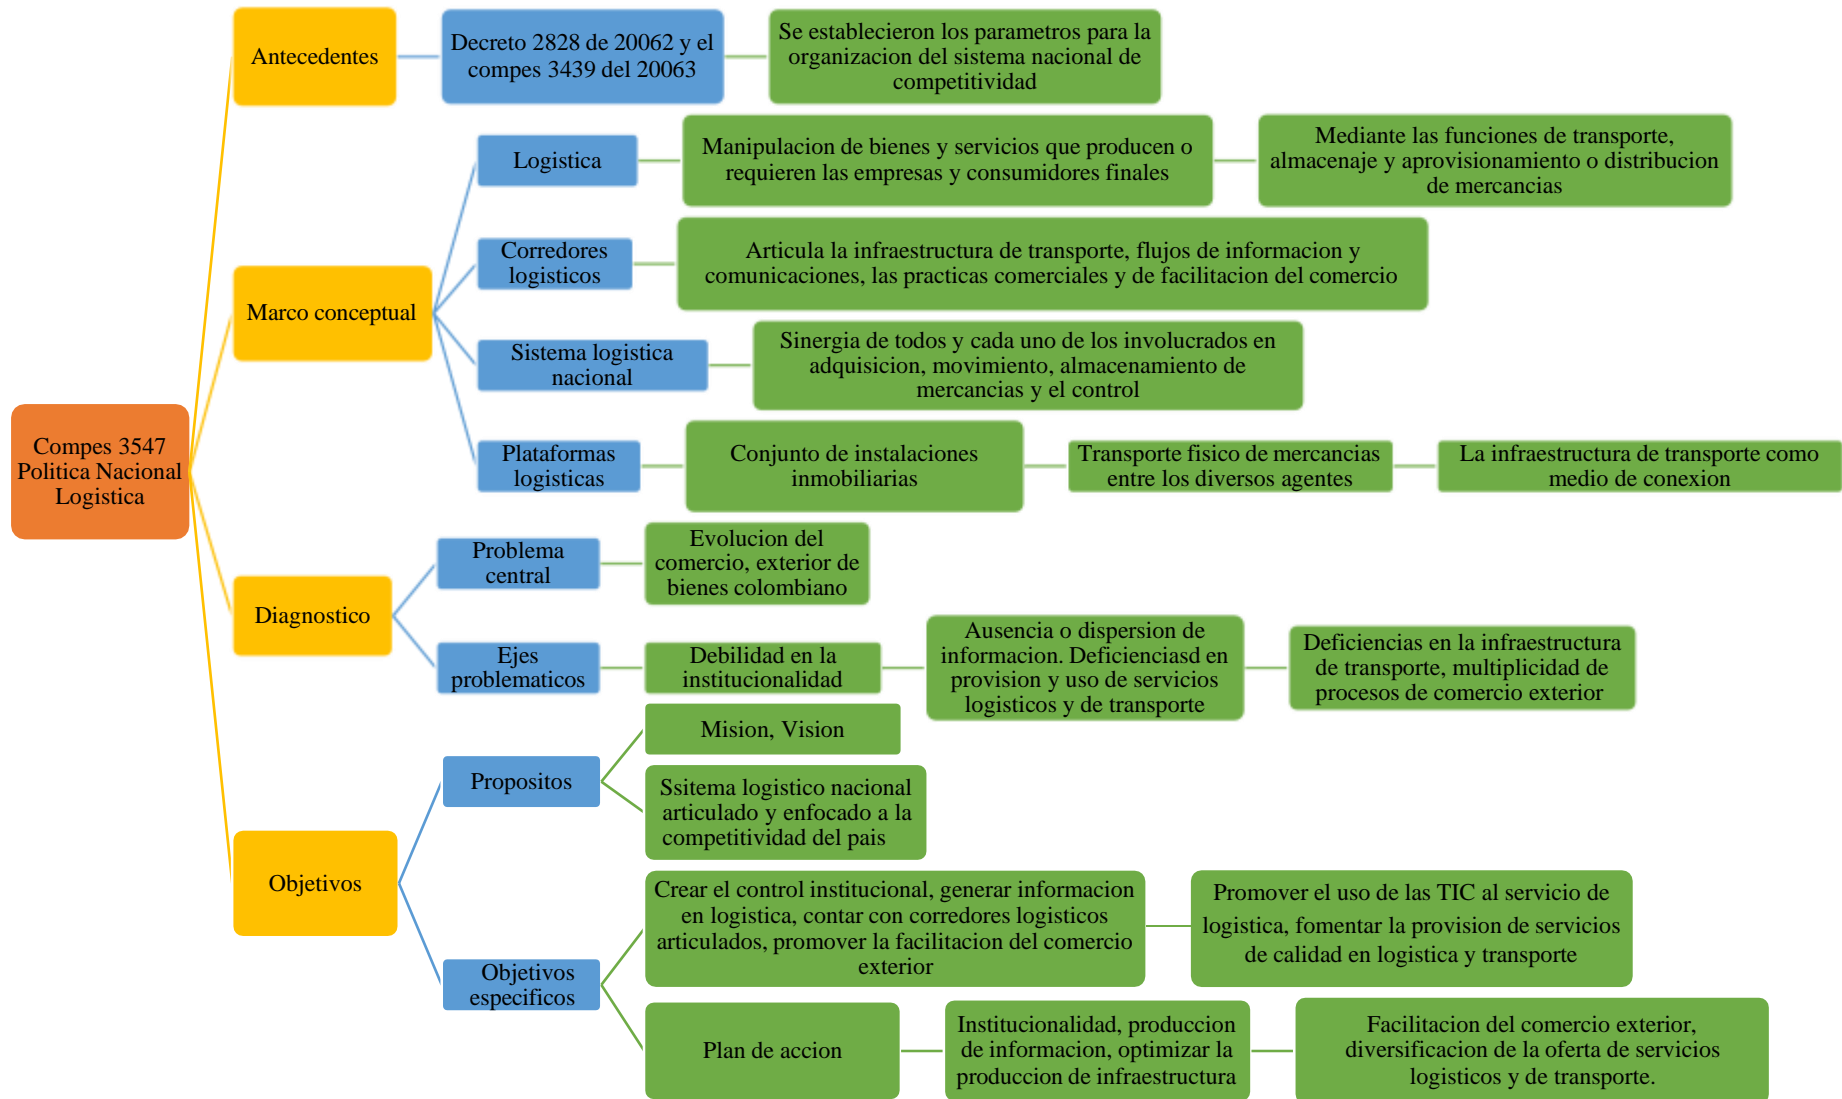 Compes 3547
Politica Nacional
Logistica
Antecedentes
Decreto 2828 de 20062 y el
compes 3439 del 20063
Se establecieron los parametros para la
organizacion del sistema nacional de
competitividad
Marco conceptual
Logistica
Manipulacion de bienes y servicios que producen o
requieren las empresas y consumidores finales
Mediante las funciones de transporte,
almacenaje y aprovisionamiento o distribucion
de mercancias
Corredores
logisticos
Articula la infraestructura de transporte, flujos de informacion y
comunicaciones, las practicas comerciales y de facilitacion del comercio
Sistema logistica
nacional
Sinergia de todos y cada uno de los involucrados en
adquisicion, movimiento, almacenamiento de
mercancias y el control
Plataformas
logisticas
Conjunto de instalaciones
inmobiliarias
Transporte fisico de mercancias
entre los diversos agentes
La infraestructura de transporte como
medio de conexion
Diagnostico
Problema
central
Evolucion del
comercio, exterior de
bienes colombiano
Ejes
problematicos
Debilidad en la
institucionalidad
Ausencia o dispersion de
informacion. Deficienciasd en
provision y uso de servicios
logisticos y de transporte
Deficiencias en la infraestructura
de transporte, multiplicidad de
procesos de comercio exterior
Objetivos
Propositos
Mision, Vision
Ssitema logistico nacional
articulado y enfocado a la
competitividad del pais
Objetivos
especificos
Crear el control institucional, generar informacion
en logistica, contar con corredores logisticos
articulados, promover la facilitacion del comercio
exterior
Promover el uso de las TIC al servicio de
logistica, fomentar la provision de servicios
de calidad en logistica y transporte
Plan de accion
Institucionalidad, produccion
de informacion, optimizar la
produccion de infraestructura
Facilitacion del comercio exterior,
diversificacion de la oferta de servicios
logisticos y de transporte.